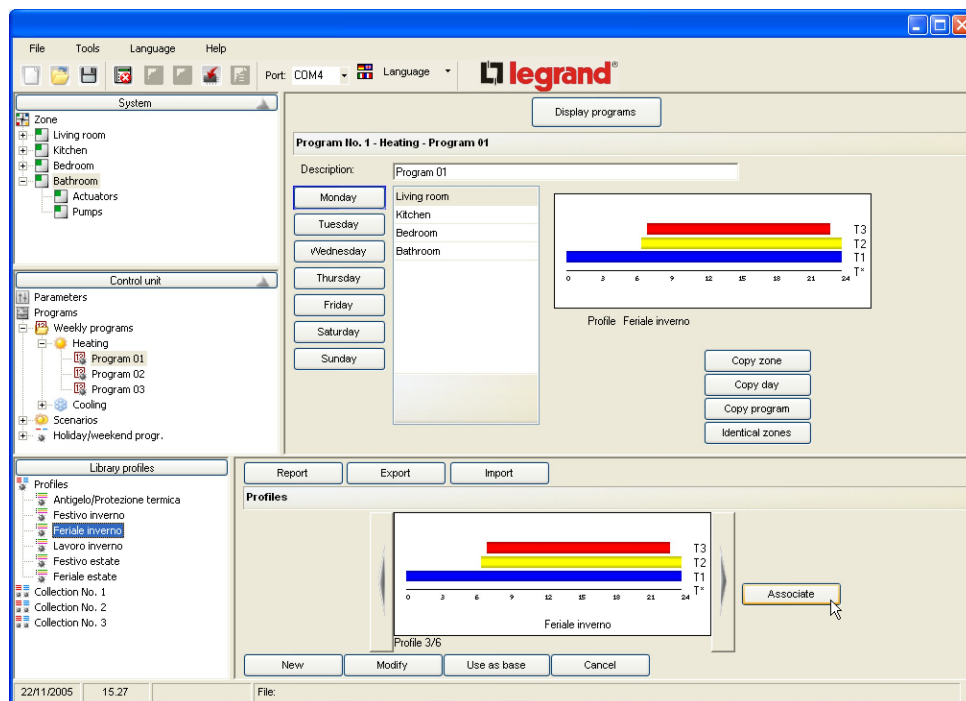 File Tools Language Help
Port: COM4 Language legrand®
System
Zone
Living room
Kitchen
Bedroom
Bathroom
Actuators
Pumps
Control unit
Parameters
Programs
Weekly programs
Heating
Program 01
Program 02
Program 03
Cooling
Scenarios
Holiday/weekend progr.
Library profiles
Profiles
Antigelo/Protezione termica
Festivo inverno
Feriale inverno
Lavoro inverno
Festivo estate
Feriale estate
Collection No. 1
Collection No. 2
Collection No. 3
Display programs
Program No. 1 - Heating - Program 01
Description: Program 01
Monday
Tuesday
Wednesday
Thursday
Friday
Saturday
Sunday
Living room
Kitchen
Bedroom
Bathroom
T3
T2
T1
T*
0 3 6 9 12 15 18 21 24
Profile Feriale inverno
Copy zone
Copy day
Copy program
Identical zones
Report Export Import
Profiles
T3
T2
T1
T*
0 3 6 9 12 15 18 21 24
Feriale inverno
Profile 3/6
Associate
New Modify Use as base Cancel
22/11/2005 15.27 File: